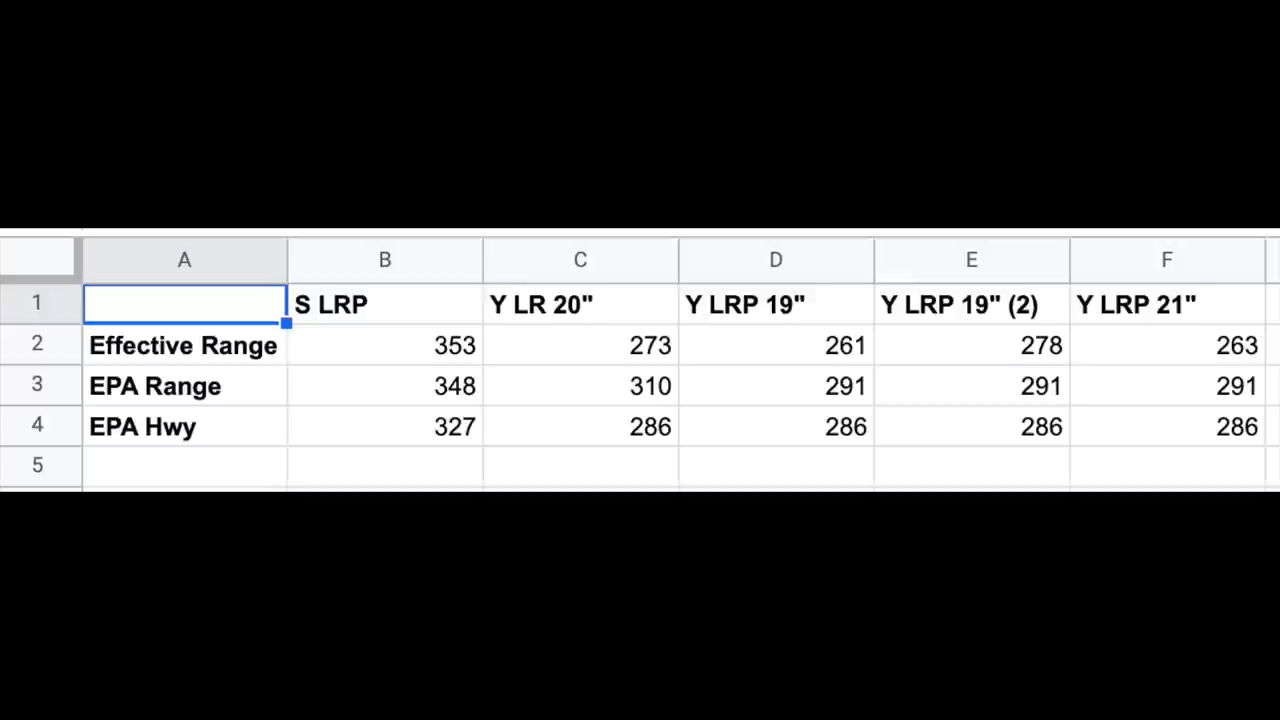 A B C D E F
1 S LRP Y LR 20" Y LRP 19" Y LRP 19" (2) Y LRP 21"
2 Effective Range 353 273 261 278 263
3 EPA Range 348 310 291 291 291
4 EPA Hwy 327 286 286 286 286
5